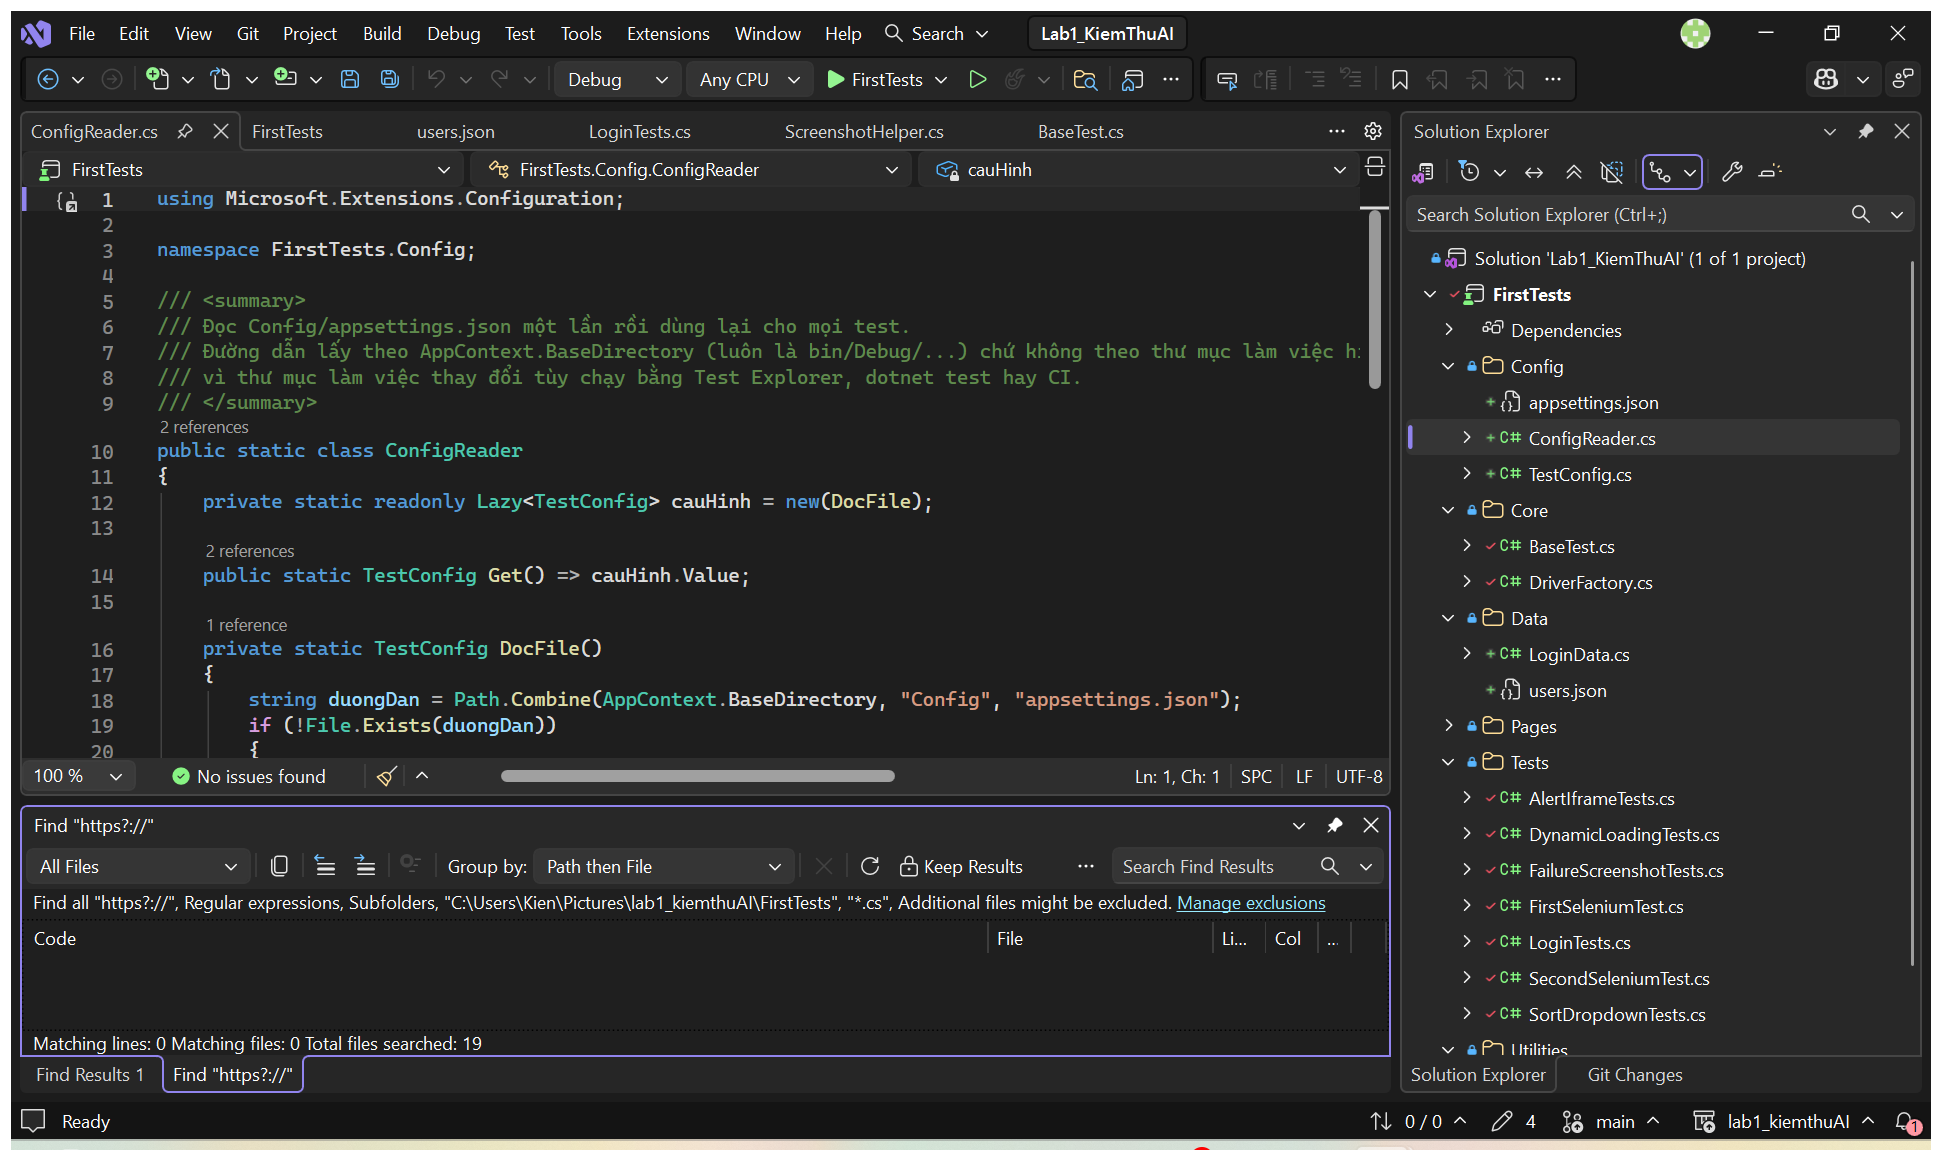 File Edit View Git Project Build Debug Test Tools Extensions Window Help Search Lab1_KiemThuAI
Debug Any CPU FirstTests
ConfigReader.cs FirstTests users.json LoginTests.cs ScreenshotHelper.cs BaseTest.cs
FirstTests FirstTests.Config.ConfigReader cauHinh
1 using Microsoft.Extensions.Configuration;
2
3 namespace FirstTests.Config;
4
5 /// <summary>
6 /// Đọc Config/appsettings.json một lần rồi dùng lại cho mọi test.
7 /// Đường dẫn lấy theo AppContext.BaseDirectory (luôn là bin/Debug/...) chứ không theo thư mục làm việc
8 /// vì thư mục làm việc thay đổi tùy chạy bằng Test Explorer, dotnet test hay CI.
9 /// </summary>
2 references
10 public static class ConfigReader
11 {
12 private static readonly Lazy<TestConfig> cauHinh = new(DocFile);
13
2 references
14 public static TestConfig Get() => cauHinh.Value;
15
1 reference
16 private static TestConfig DocFile()
17 {
18 string duongDan = Path.Combine(AppContext.BaseDirectory, "Config", "appsettings.json");
19 if (!File.Exists(duongDan))
20 {
100 % No issues found Ln: 1, Ch: 1 SPC LF UTF-8
Find "https?://"
All Files Group by: Path then File Keep Results ... Search Find Results
Find all "https?://", Regular expressions, Subfolders, "C:\Users\Kien\Pictures\lab1_kiemthuAI\FirstTests", "*.cs", Additional files might be excluded. Manage exclusions
Code File Li... Col ...
Matching lines: 0 Matching files: 0 Total files searched: 19
Find Results 1 Find "https?://"
Solution Explorer
Search Solution Explorer (Ctrl+;)
Solution 'Lab1_KiemThuAI' (1 of 1 project)
FirstTests
Dependencies
Config
appsettings.json
C# ConfigReader.cs
C# TestConfig.cs
Core
C# BaseTest.cs
C# DriverFactory.cs
Data
C# LoginData.cs
users.json
Pages
Tests
C# AlertIframeTests.cs
C# DynamicLoadingTests.cs
C# FailureScreenshotTests.cs
C# FirstSeleniumTest.cs
C# LoginTests.cs
C# SecondSeleniumTest.cs
C# SortDropdownTests.cs
Utilities
Solution Explorer Git Changes
Ready 0 / 0 4 main lab1_kiemthuAI 1